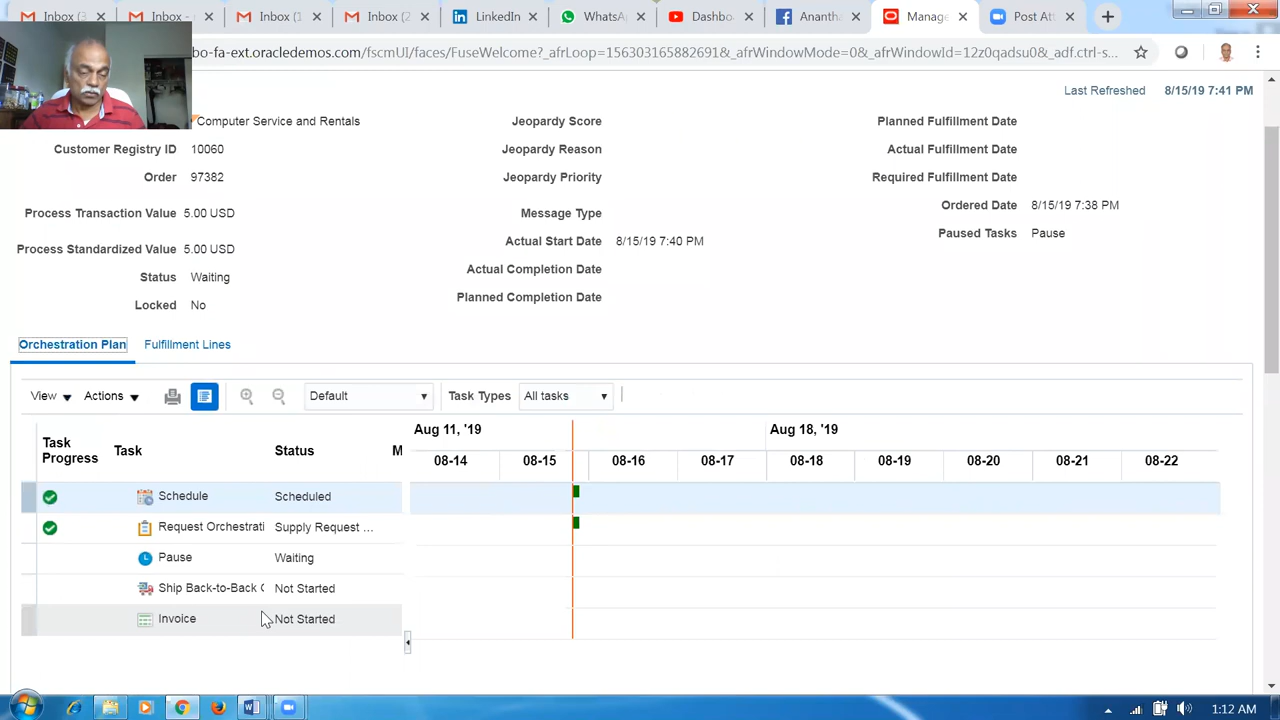 Inbox (3
Inbox (
Inbox (1
Inbox (2
LinkedIn
WhatsA
Dashbo
Ananth
Manage
Post Att
bo-fa-ext.oracledemos.com/fscmUI/faces/FuseWelcome?_afrLoop=156303165882691&_afrWindowMode=0&_afrWindowId=12z0qadsu0&_adf.ctrl-s...
Last Refreshed 8/15/19 7:41 PM
Computer Service and Rentals
Jeopardy Score
Planned Fulfillment Date
Customer Registry ID 10060
Jeopardy Reason
Actual Fulfillment Date
Order 97382
Jeopardy Priority
Required Fulfillment Date
Ordered Date 8/15/19 7:38 PM
Process Transaction Value 5.00 USD
Message Type
Paused Tasks Pause
Process Standardized Value 5.00 USD
Actual Start Date 8/15/19 7:40 PM
Status Waiting
Actual Completion Date
Locked No
Planned Completion Date
Orchestration Plan Fulfillment Lines
View Actions Default Task Types All tasks
Aug 11, '19 Aug 18, '19
Task Progress Task Status M
08-14 08-15 08-16 08-17 08-18 08-19 08-20 08-21 08-22
Schedule Scheduled
Request Orchestrati Supply Request ...
Pause Waiting
Ship Back-to-Back Not Started
Invoice Not Started
1:12 AM